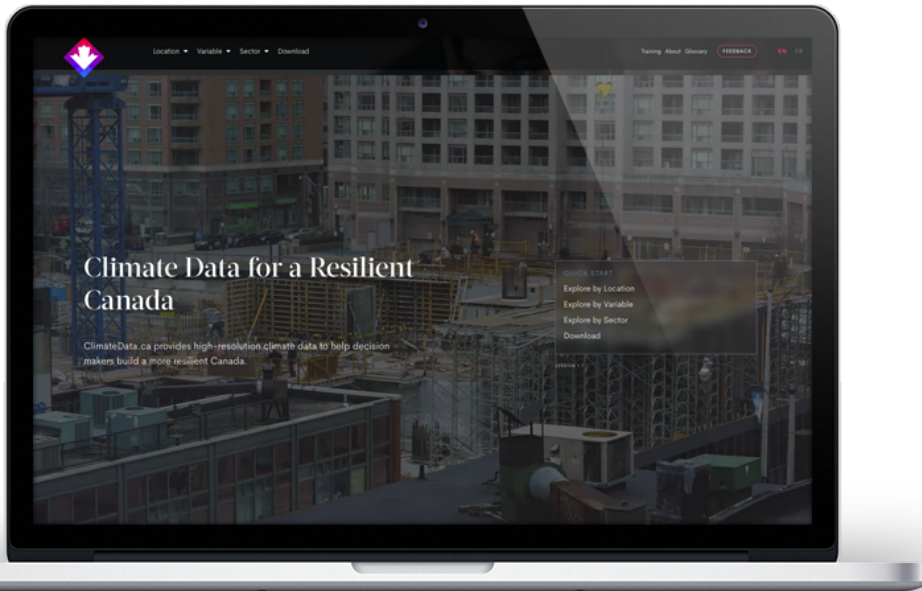 Location Variable Sector Download
Training About Glossary FEEDBACK EN FR
Climate Data for a Resilient
Canada
ClimateData.ca provides high-resolution climate data to help decision
makers build a more resilient Canada.
QUICK START
Explore by Location
Explore by Variable
Explore by Sector
Download